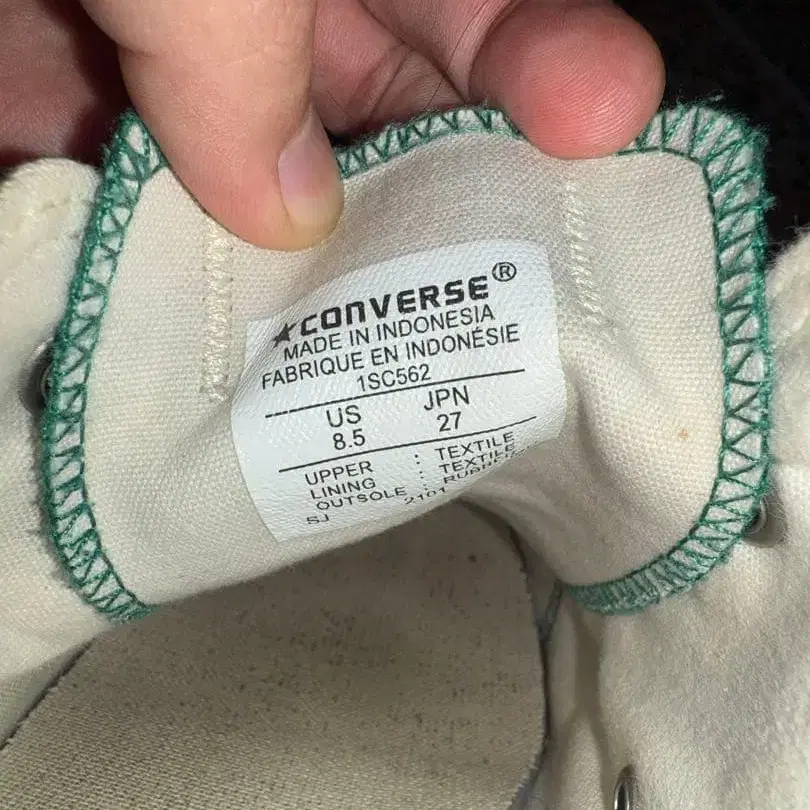 ★CONVERSE®
MADE IN INDONESIA
FABRIQUE EN INDONÉSIE
1SC562
US JPN
8.5 27
UPPER : TEXTILE
LINING : TEXTILE
OUTSOLE : RUBBER
SJ 2101